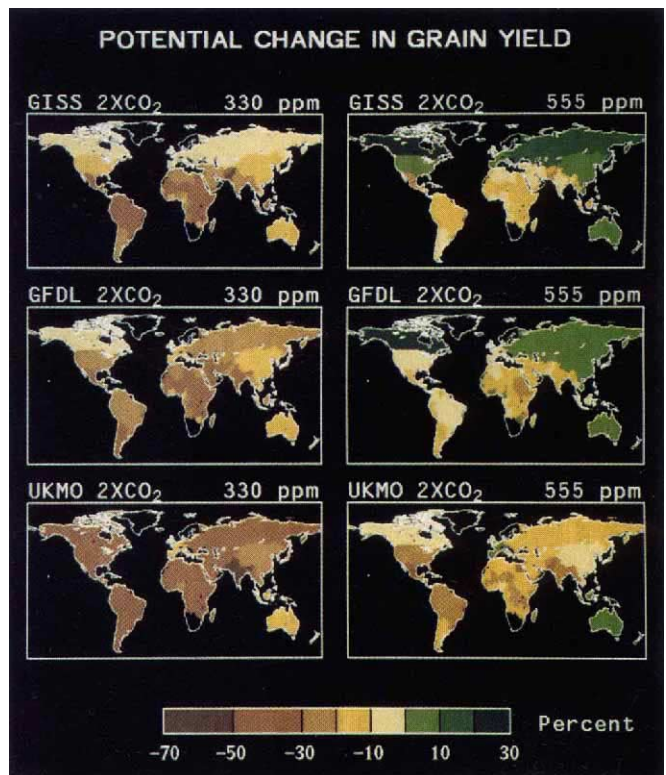 POTENTIAL CHANGE IN GRAIN YIELD
GISS 2XCO₂ 330 ppm
GISS 2XCO₂ 555 ppm
GFDL 2XCO₂ 330 ppm
GFDL 2XCO₂ 555 ppm
UKMO 2XCO₂ 330 ppm
UKMO 2XCO₂ 555 ppm
Percent
-70 -50 -30 -10 10 30